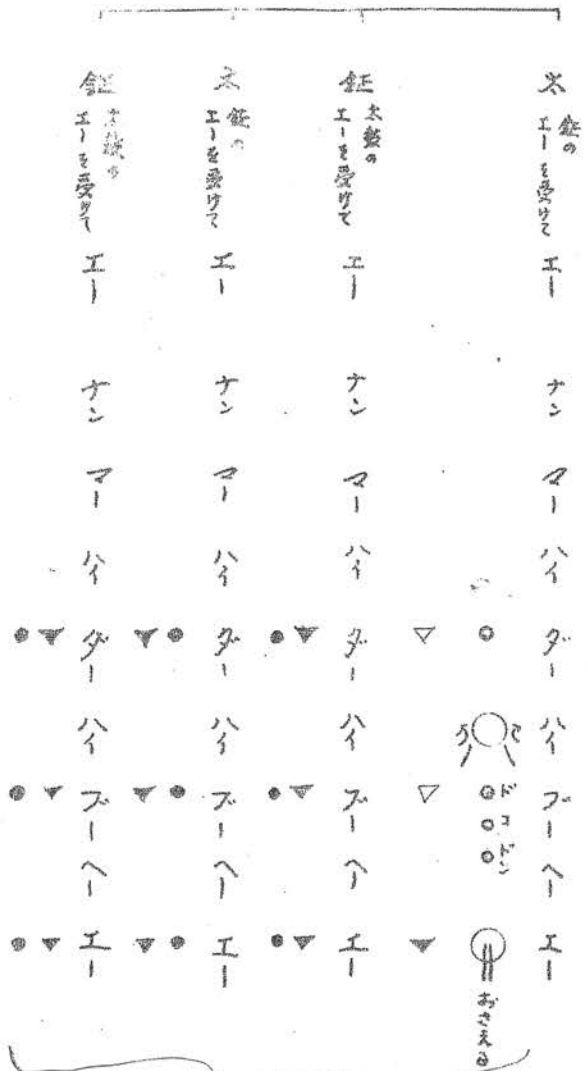 太 鉦の エーを受けて エー ナン マー ハイ ダー ハイ ブー ヘー エー
ドコドン おさえる
鉦 太鼓の エーを受けて エー ナン マー ハイ ダー ハイ ブー ヘー エー
太 鉦の エーを受けて エー ナン マー ハイ ダー ハイ ブー ヘー エー
鉦 太鼓の エーを受けて エー ナン マー ハイ ダー ハイ ブー ヘー エー